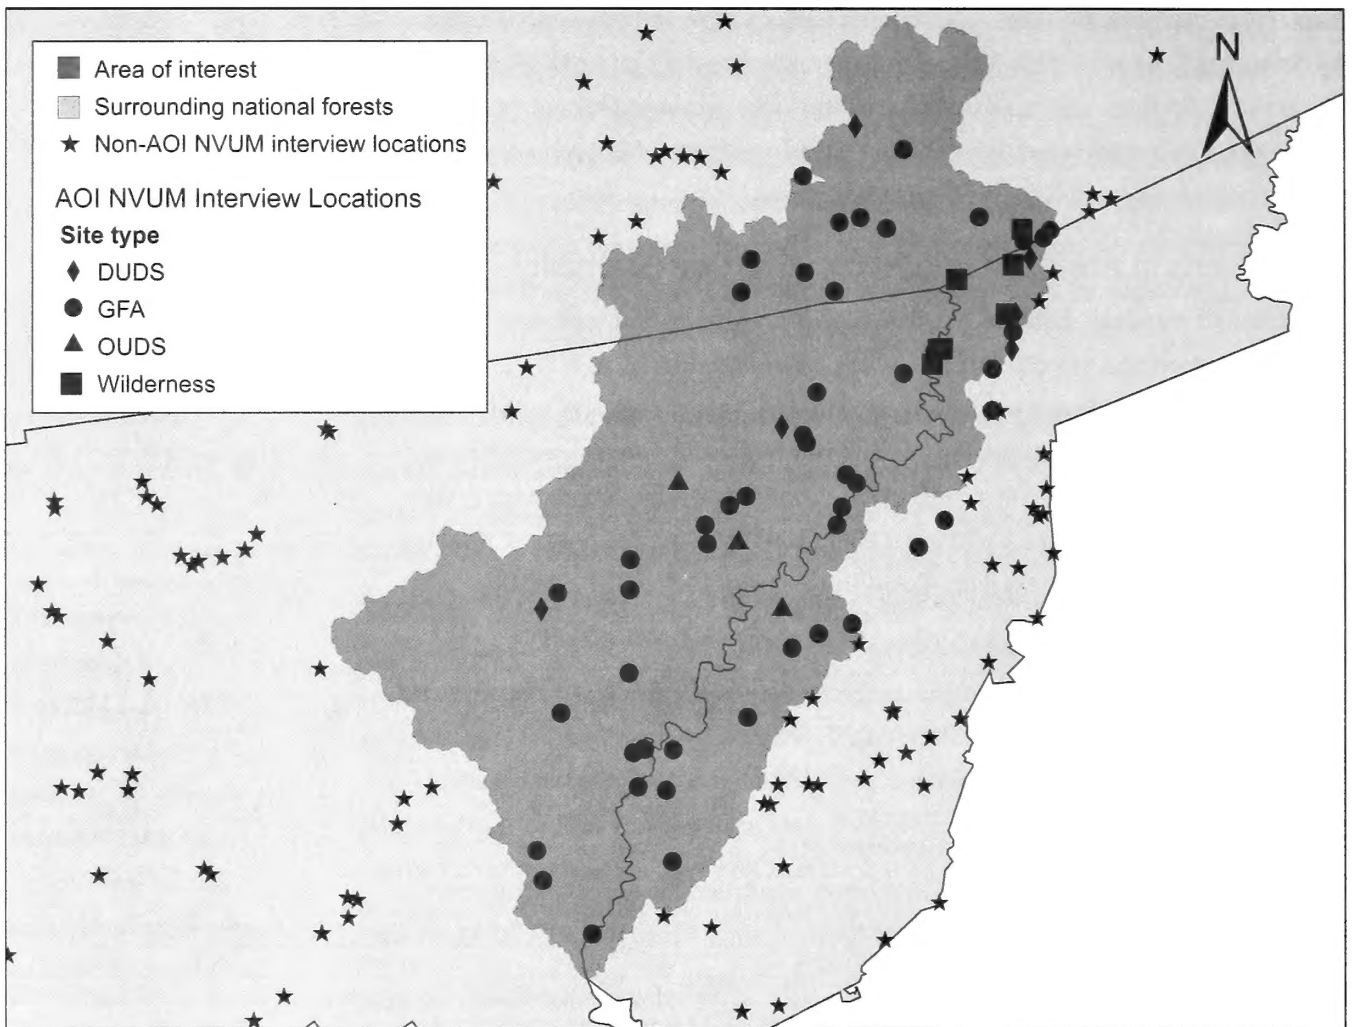 Area of interest
Surrounding national forests
Non-AOI NVUM interview locations
AOI NVUM Interview Locations
Site type
DUDS
GFA
OUDS
Wilderness
N